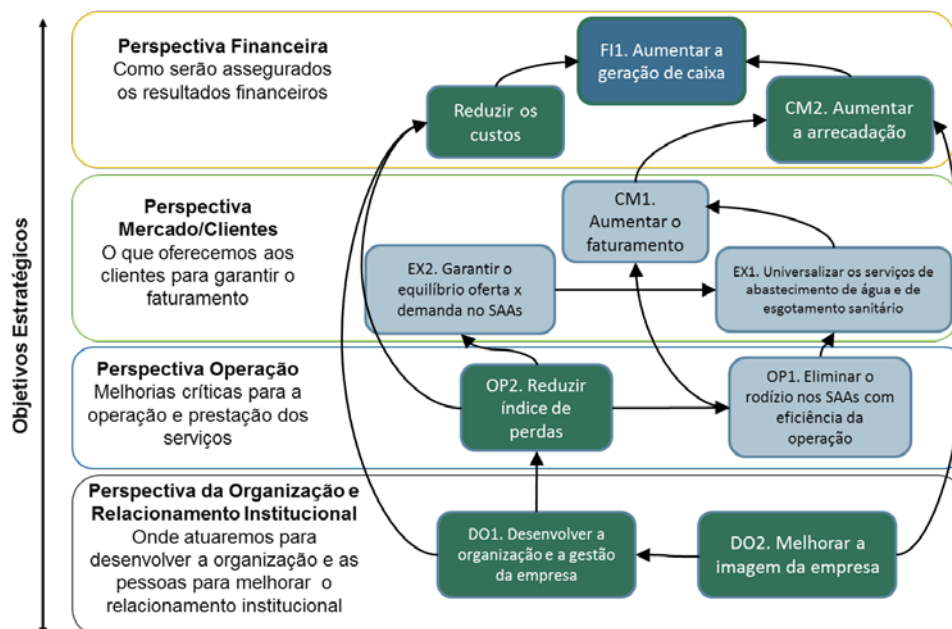 Objetivos Estratégicos
Perspectiva Financeira
Como serão assegurados
os resultados financeiros
FI1. Aumentar a
geração de caixa
Reduzir os
custos
CM2. Aumentar
a arrecadação
Perspectiva
Mercado/Clientes
O que oferecemos aos
clientes para garantir o
faturamento
CM1.
Aumentar o
faturamento
EX2. Garantir o
equilíbrio oferta x
demanda no SAAs
EX1. Universalizar os serviços de
abastecimento de água e de
esgotamento sanitário
Perspectiva Operação
Melhorias críticas para a
operação e prestação dos
serviços
OP2. Reduzir
índice de
perdas
OP1. Eliminar o
rodízio nos SAAs com
eficiência da
operação
Perspectiva da Organização e
Relacionamento Institucional
Onde atuaremos para
desenvolver a organização e as
pessoas para melhorar o
relacionamento institucional
DO1. Desenvolver a
organização e a gestão
da empresa
DO2. Melhorar a
imagem da empresa